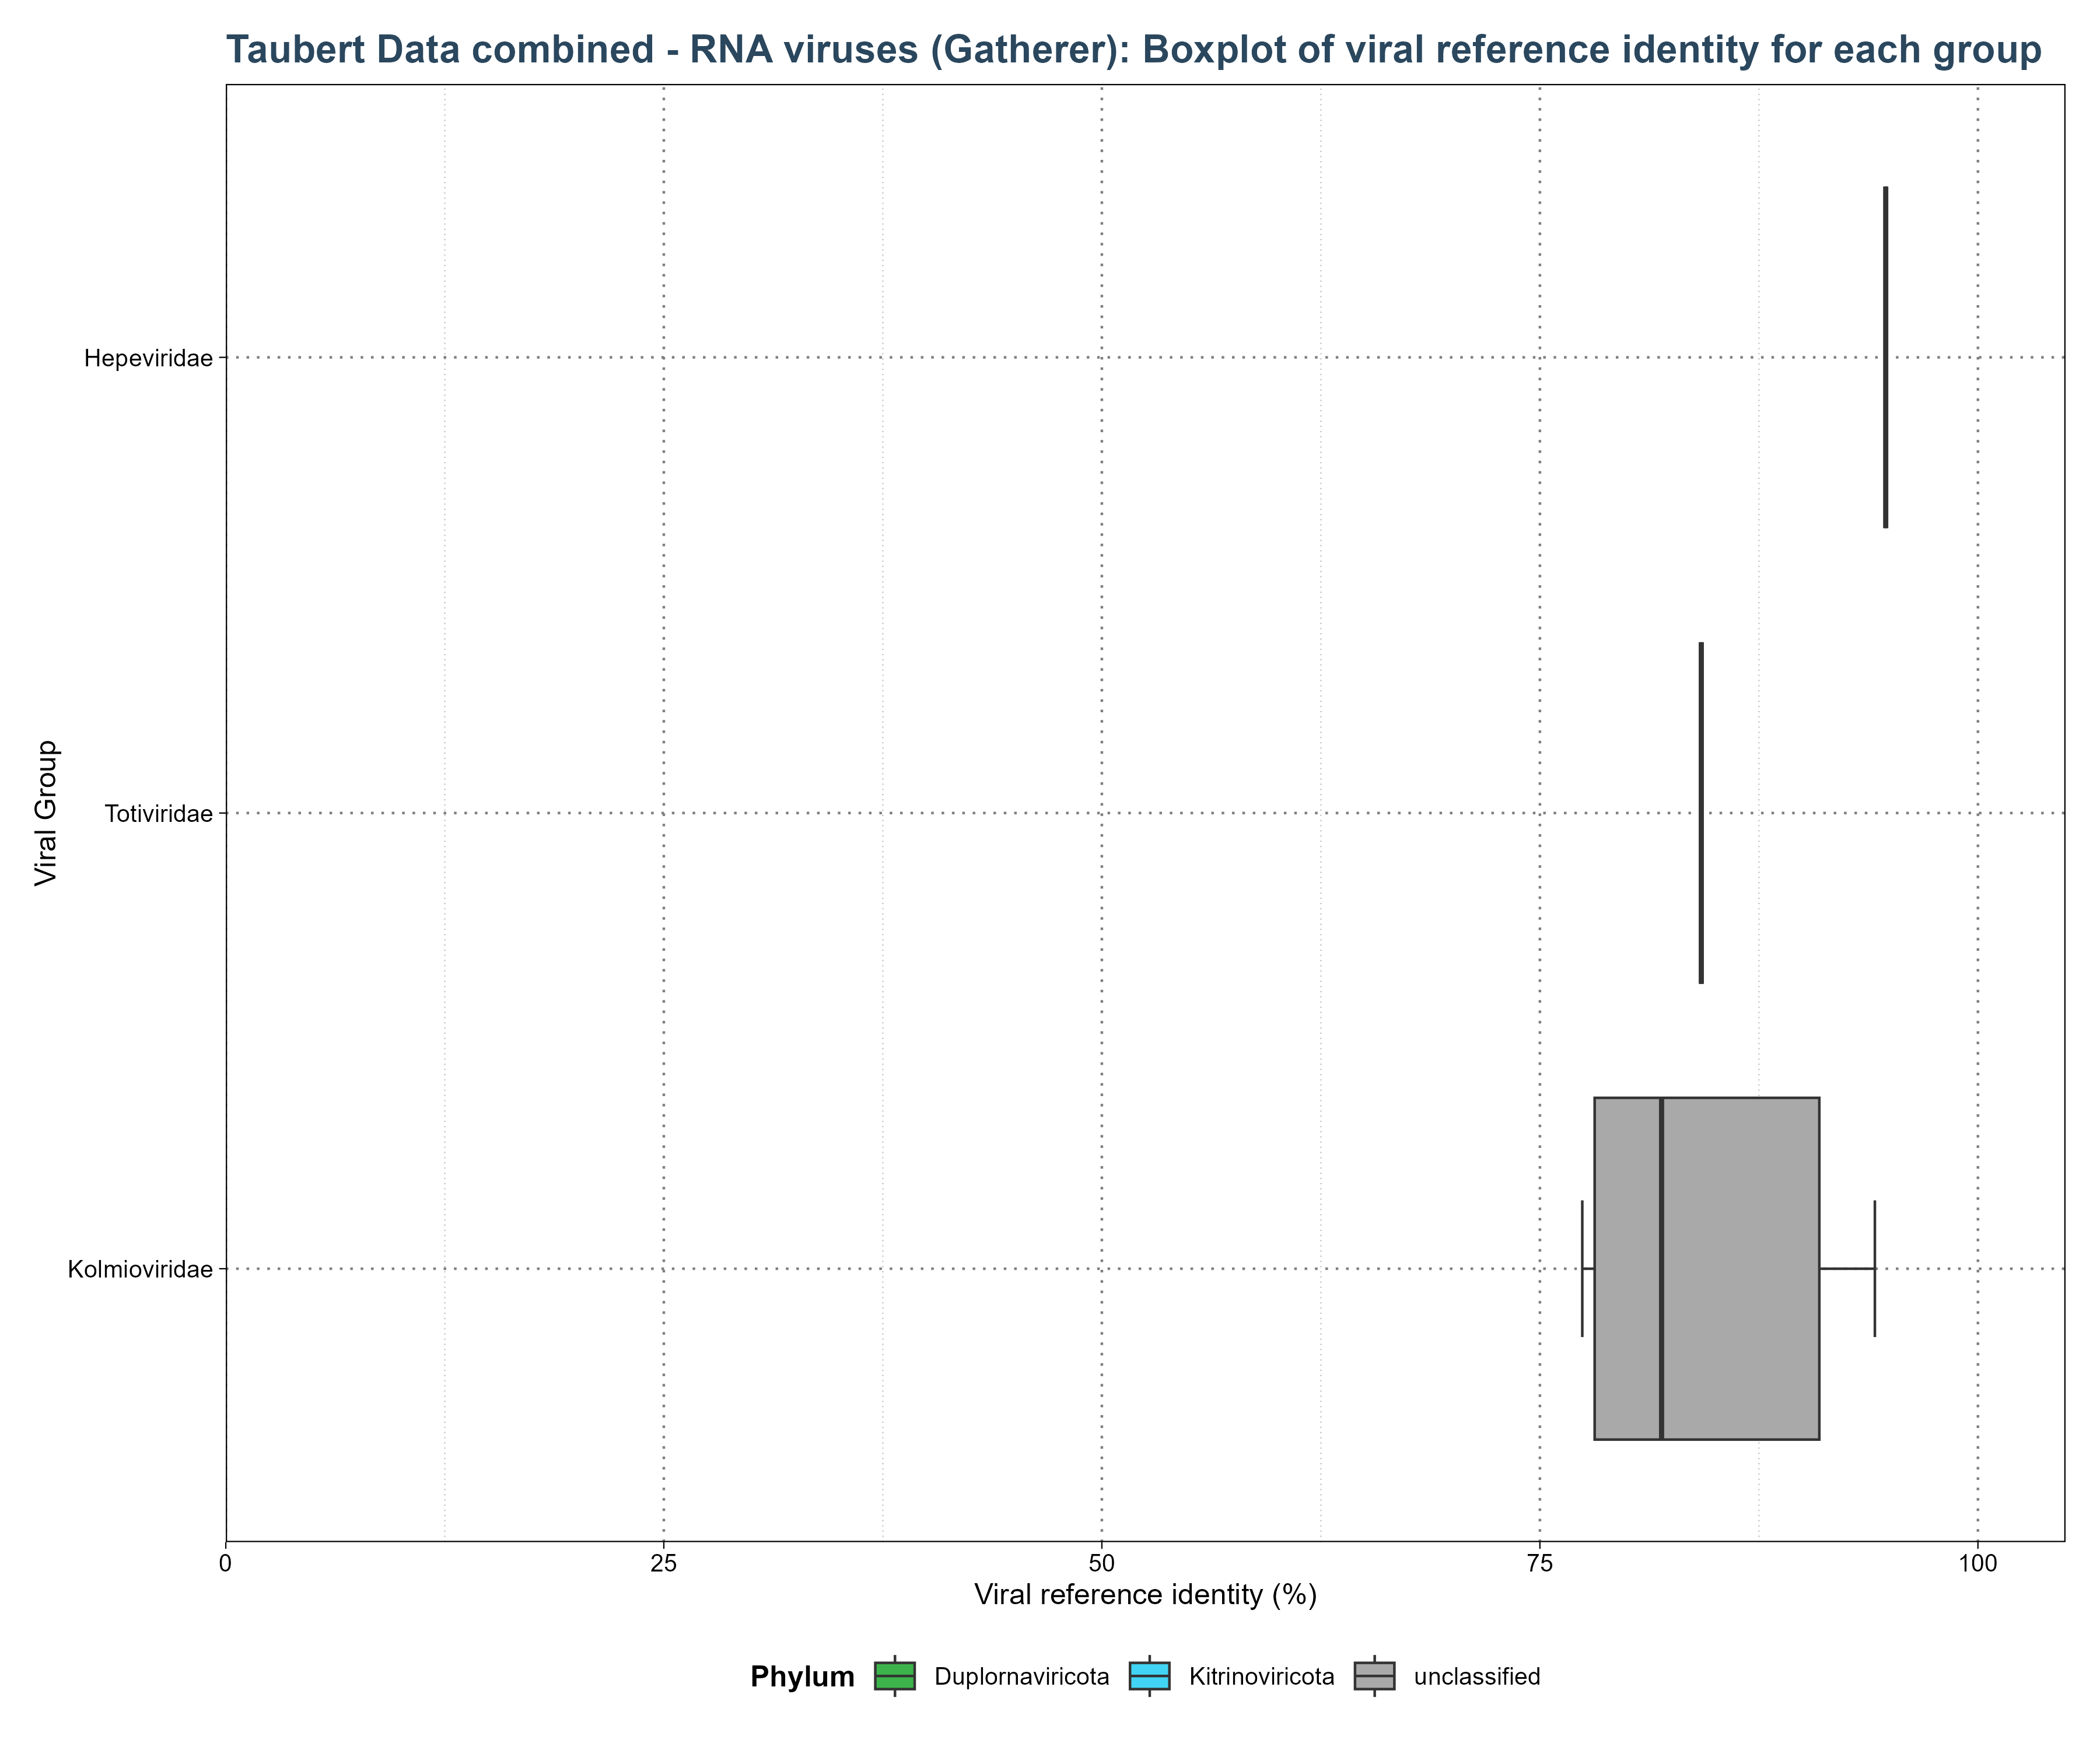 Taubert Data combined - RNA viruses (Gatherer): Boxplot of viral reference identity for each group
Viral Group
Hepeviridae
Totiviridae
Kolmioviridae
0 25 50 75 100
Viral reference identity (%)
Phylum Duplornaviricota Kitrinoviricota unclassified